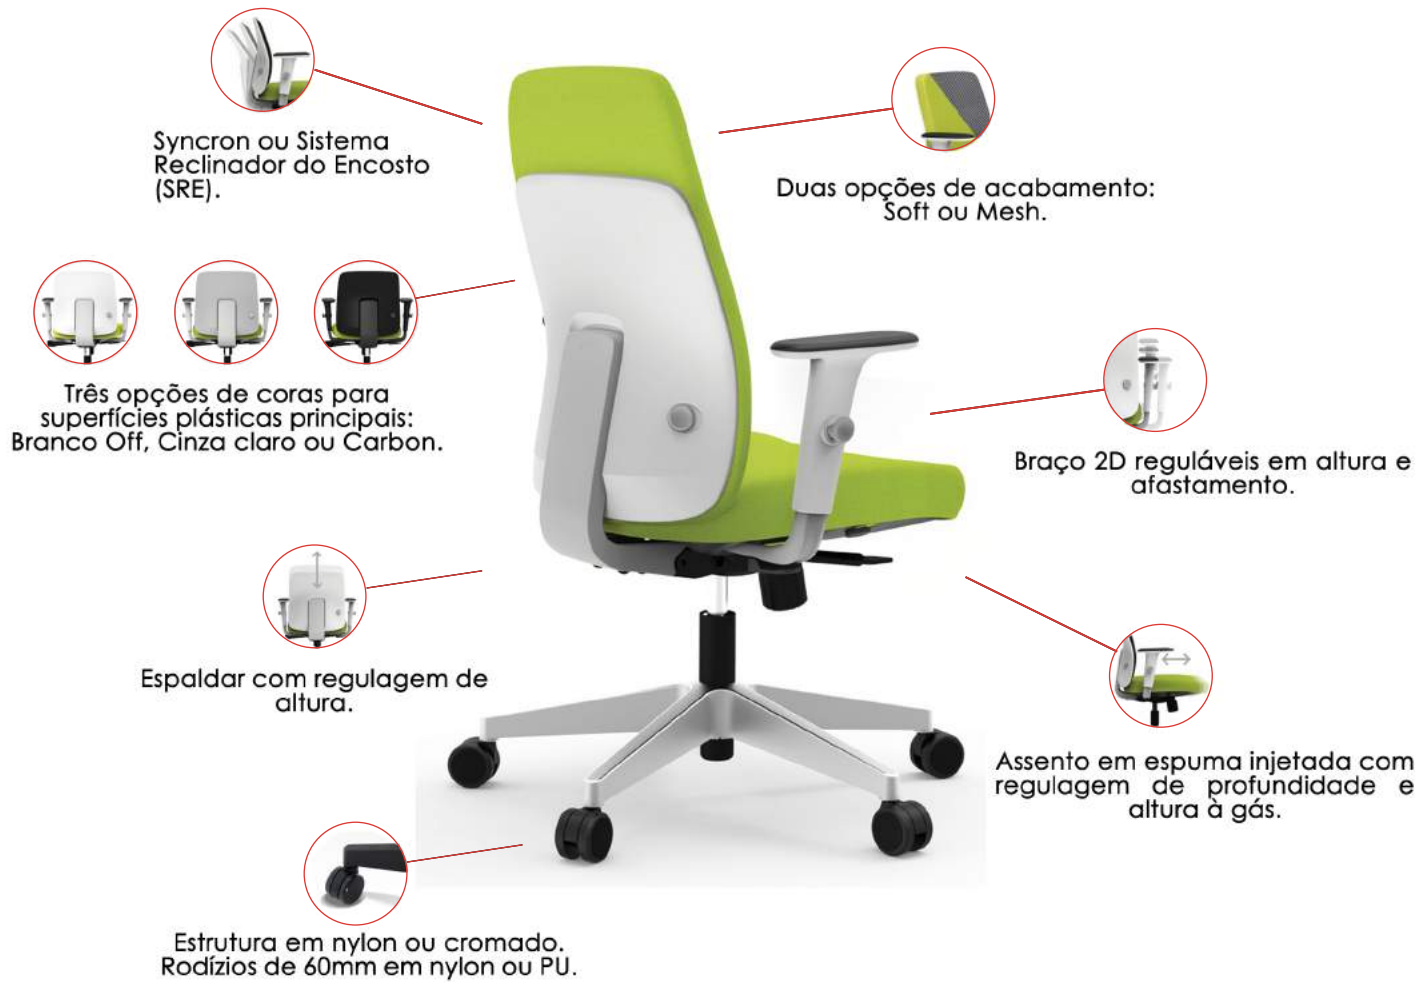 Syncron ou Sistema
Reclinador do Encosto
(SRE).
Duas opções de acabamento:
Soft ou Mesh.
Três opções de coras para
superfícies plásticas principais:
Branco Off, Cinza claro ou Carbon.
Braço 2D reguláveis em altura e
afastamento.
Espaldar com regulagem de
altura.
Assento em espuma injetada com
regulagem de profundidade e
altura à gás.
Estrutura em nylon ou cromado.
Rodízios de 60mm em nylon ou PU.